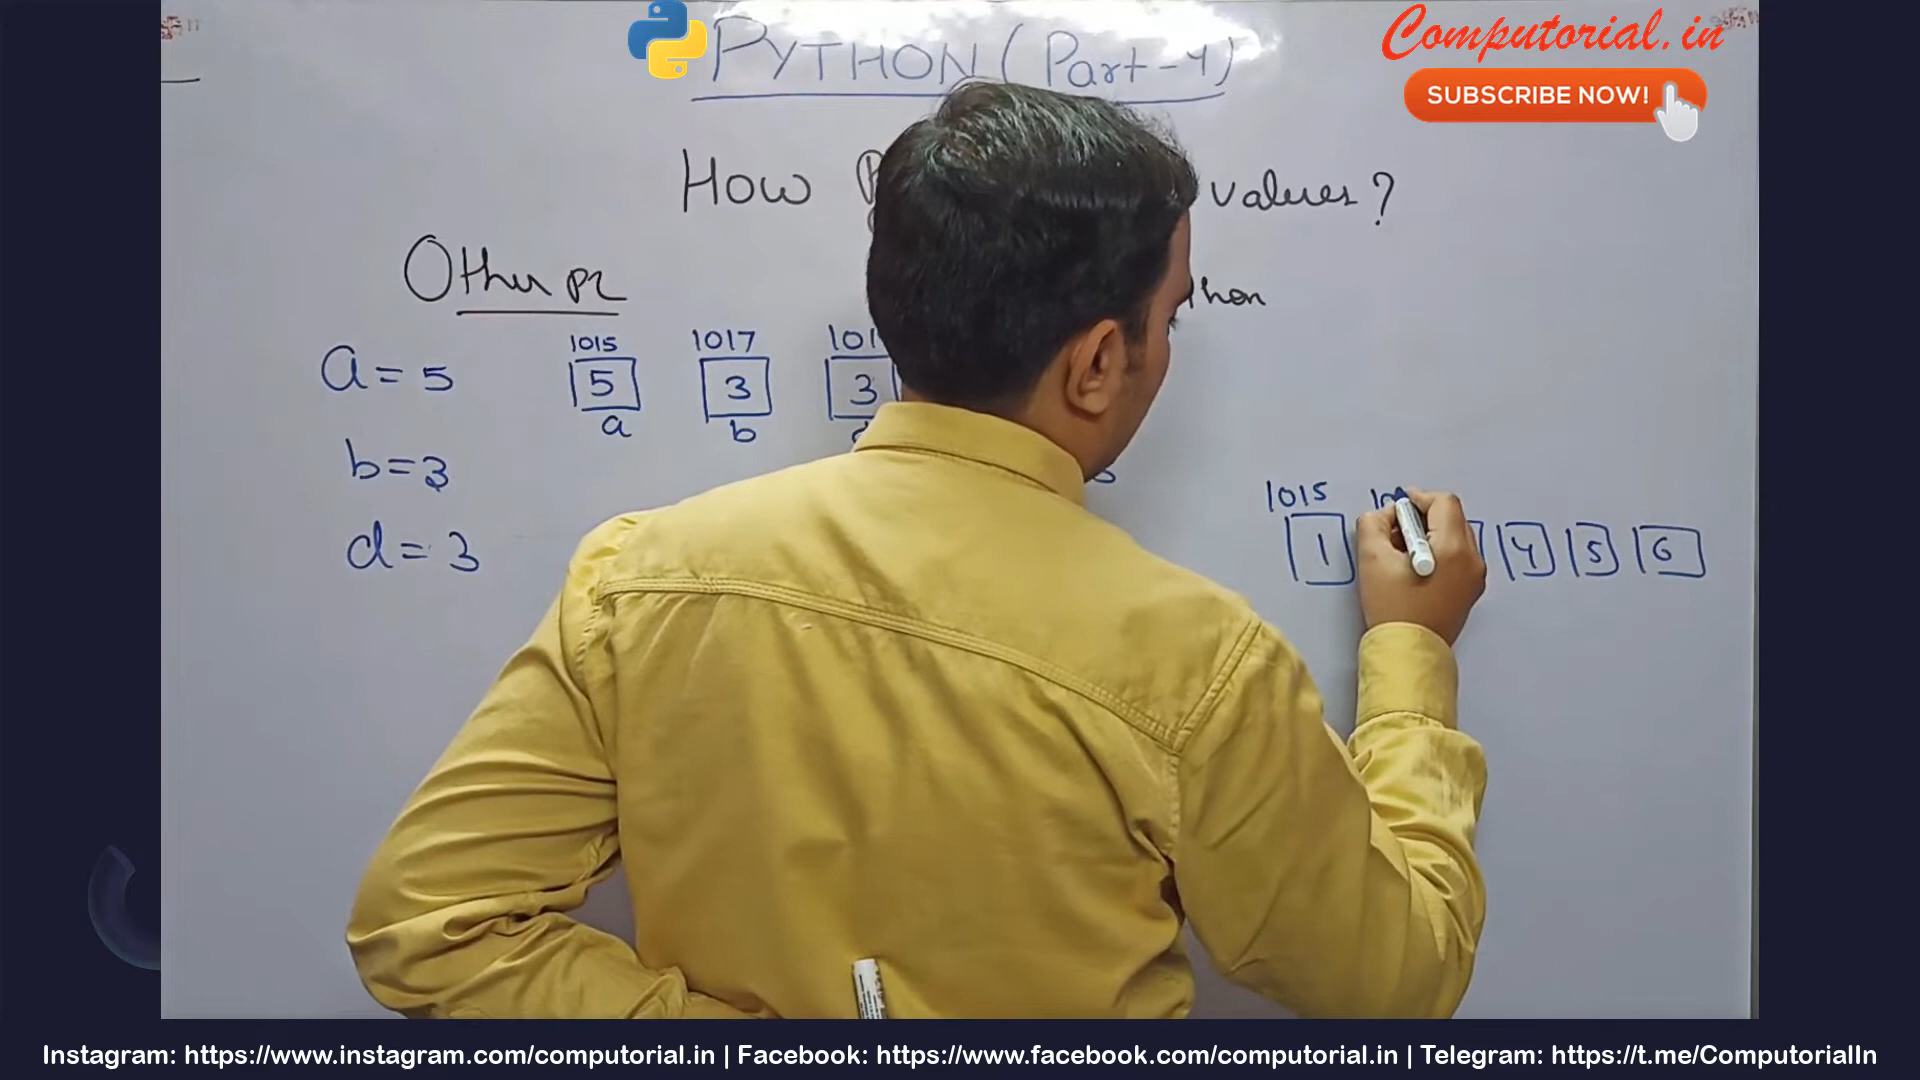 Computorial.in
PYTHON (Part-4)
SUBSCRIBE NOW!
How values?
Other PL
1015 1017
a = 5 5 3 3
a b
b = 3
d = 3
1015
1 4 5 6
Instagram: https://www.instagram.com/computorial.in | Facebook: https://www.facebook.com/computorial.in | Telegram: https://t.me/ComputorialIn